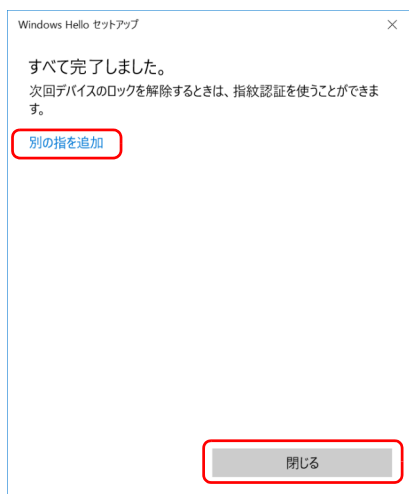 Windows Hello セットアップ
すべて完了しました。
次回デバイスのロックを解除するときは、指紋認証を使うことができま
す。
別の指を追加
閉じる